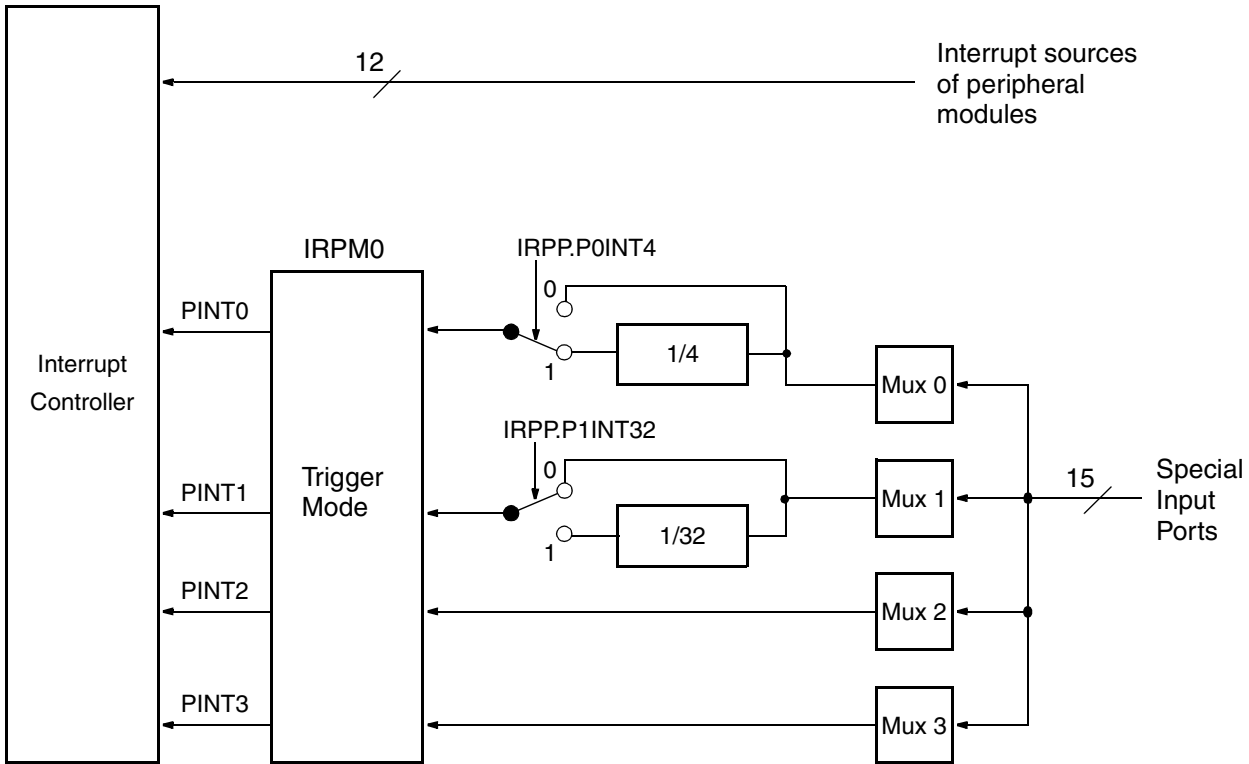 12
Interrupt sources
of peripheral
modules
IRPM0
IRPP.P0INT4
0
PINT0
1/4
1
Interrupt
Controller
Mux 0
IRPP.P1INT32
0
Trigger
Mode
PINT1
Mux 1
15
Special
Input
Ports
1/32
1
PINT2
Mux 2
PINT3
Mux 3